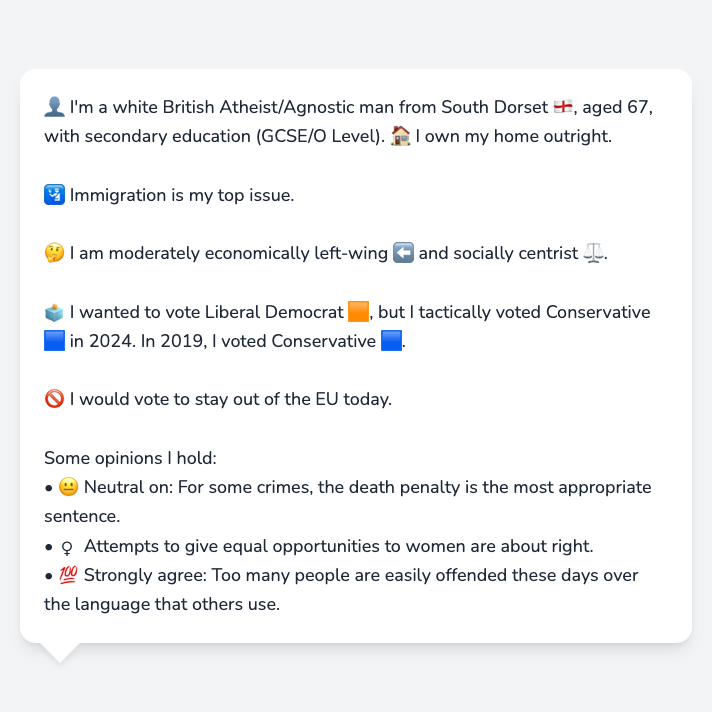 👤 I'm a white British Atheist/Agnostic man from South Dorset 🏴󠁧󠁢󠁥󠁮󠁧󠁿, aged 67,
with secondary education (GCSE/O Level). 🏠 I own my home outright.
🛂 Immigration is my top issue.
🤔 I am moderately economically left-wing ⬅️ and socially centrist ⚖️.
🗳️ I wanted to vote Liberal Democrat 🟧, but I tactically voted Conservative
🟦 in 2024. In 2019, I voted Conservative 🟦.
🚫 I would vote to stay out of the EU today.
Some opinions I hold:
• 😐 Neutral on: For some crimes, the death penalty is the most appropriate
sentence.
• ♀ Attempts to give equal opportunities to women are about right.
• 💯 Strongly agree: Too many people are easily offended these days over
the language that others use.